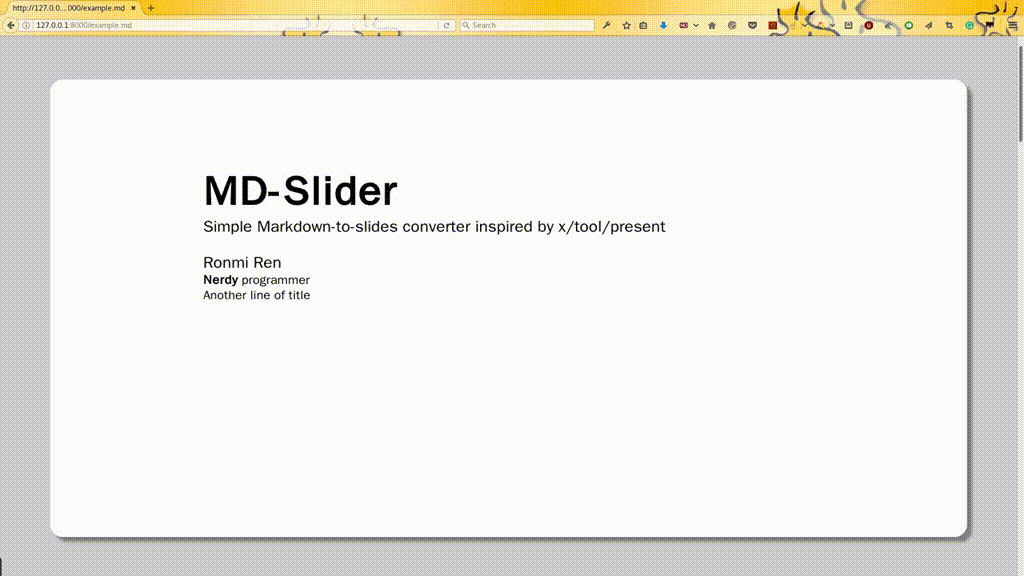 http://127.0.0....000/example.md
127.0.0.1:8000/example.md
Search
MD-Slider
Simple Markdown-to-slides converter inspired by x/tool/present
Ronmi Ren
Nerdy programmer
Another line of title